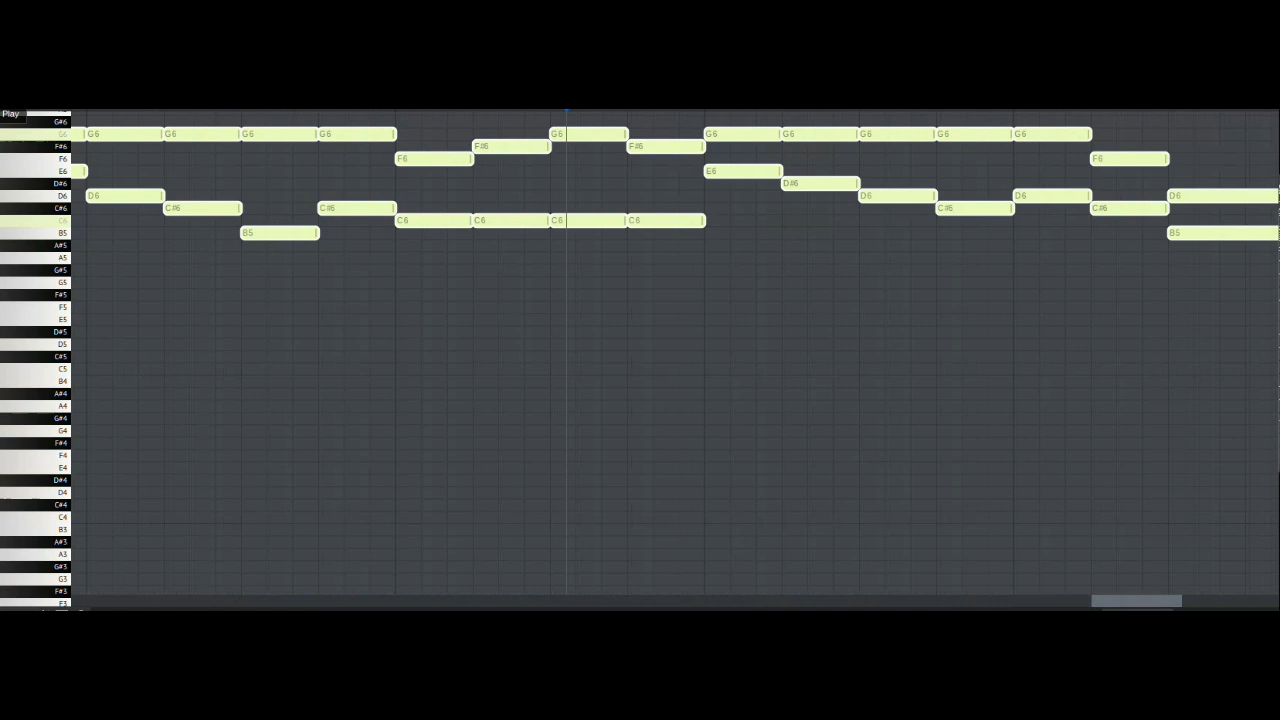 Play
G#6
G6 G6 G6 G6 G6 G6 G6 G6 G6 G6 G6
F#6 F#6 F#6
F6 F6 F6
E6 E6
D#6 D#6
D6 D6 D6 D6 D6
C#6 C#6 C#6 C#6 C#6
C6 C6 C6 C6 C6
B5 B5 B5
A#5
A5
G#5
G5
F#5
F5
E5
D#5
D5
C#5
C5
B4
A#4
A4
G#4
G4
F#4
F4
E4
D#4
D4
C#4
C4
B3
A#3
A3
G#3
G3
F#3
F3